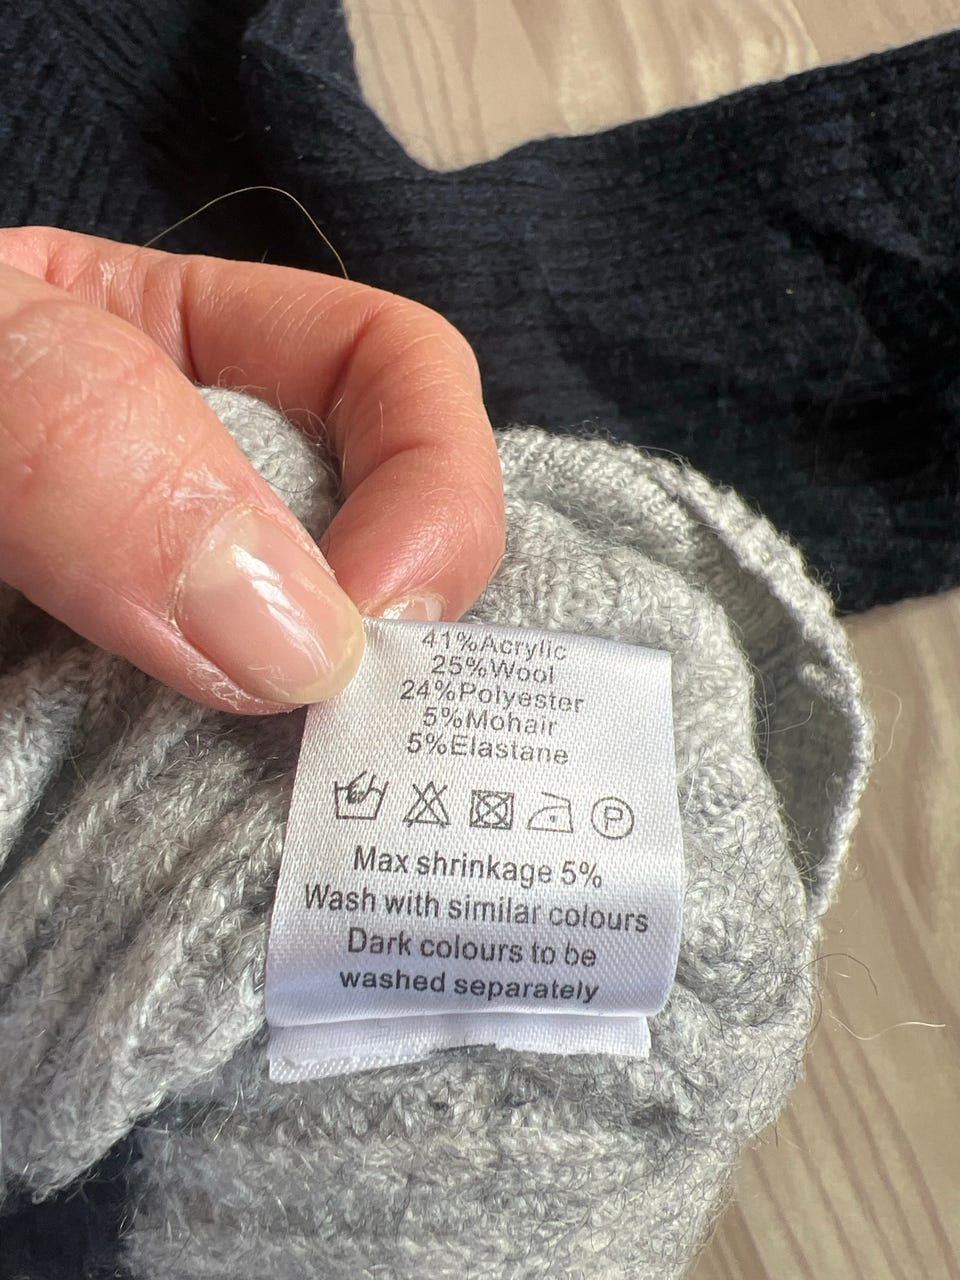 41%Acrylic
25%Wool
24%Polyester
5%Mohair
5%Elastane
P
Max shrinkage 5%
Wash with similar colours
Dark colours to be
washed separately